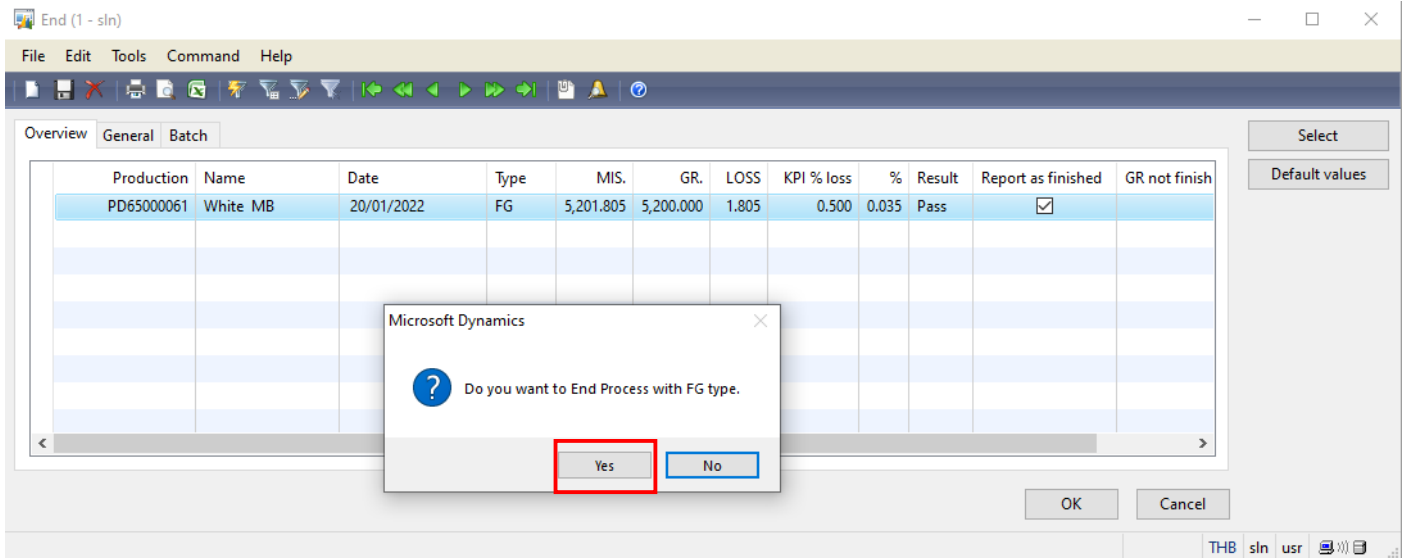 End (1 - sln)
File Edit Tools Command Help
Overview General Batch
Select
Default values
Production Name Date Type MIS. GR. LOSS KPI % loss % Result Report as finished GR not finish
PD65000061 White MB 20/01/2022 FG 5,201.805 5,200.000 1.805 0.500 0.035 Pass
Microsoft Dynamics
Do you want to End Process with FG type.
Yes No
OK Cancel
THB sln usr